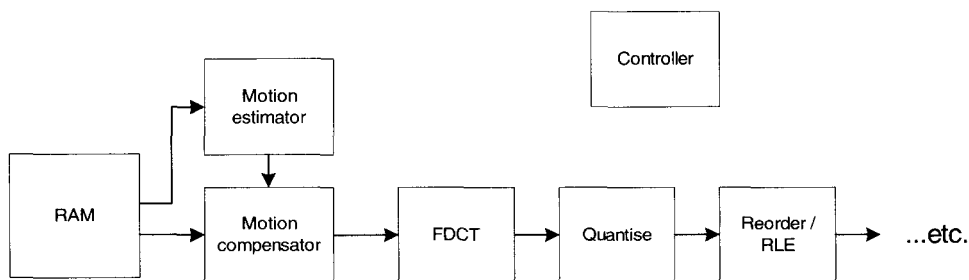 Controller
Motion
estimator
RAM
Motion
compensator
FDCT
Quantise
Reorder /
RLE
...etc.